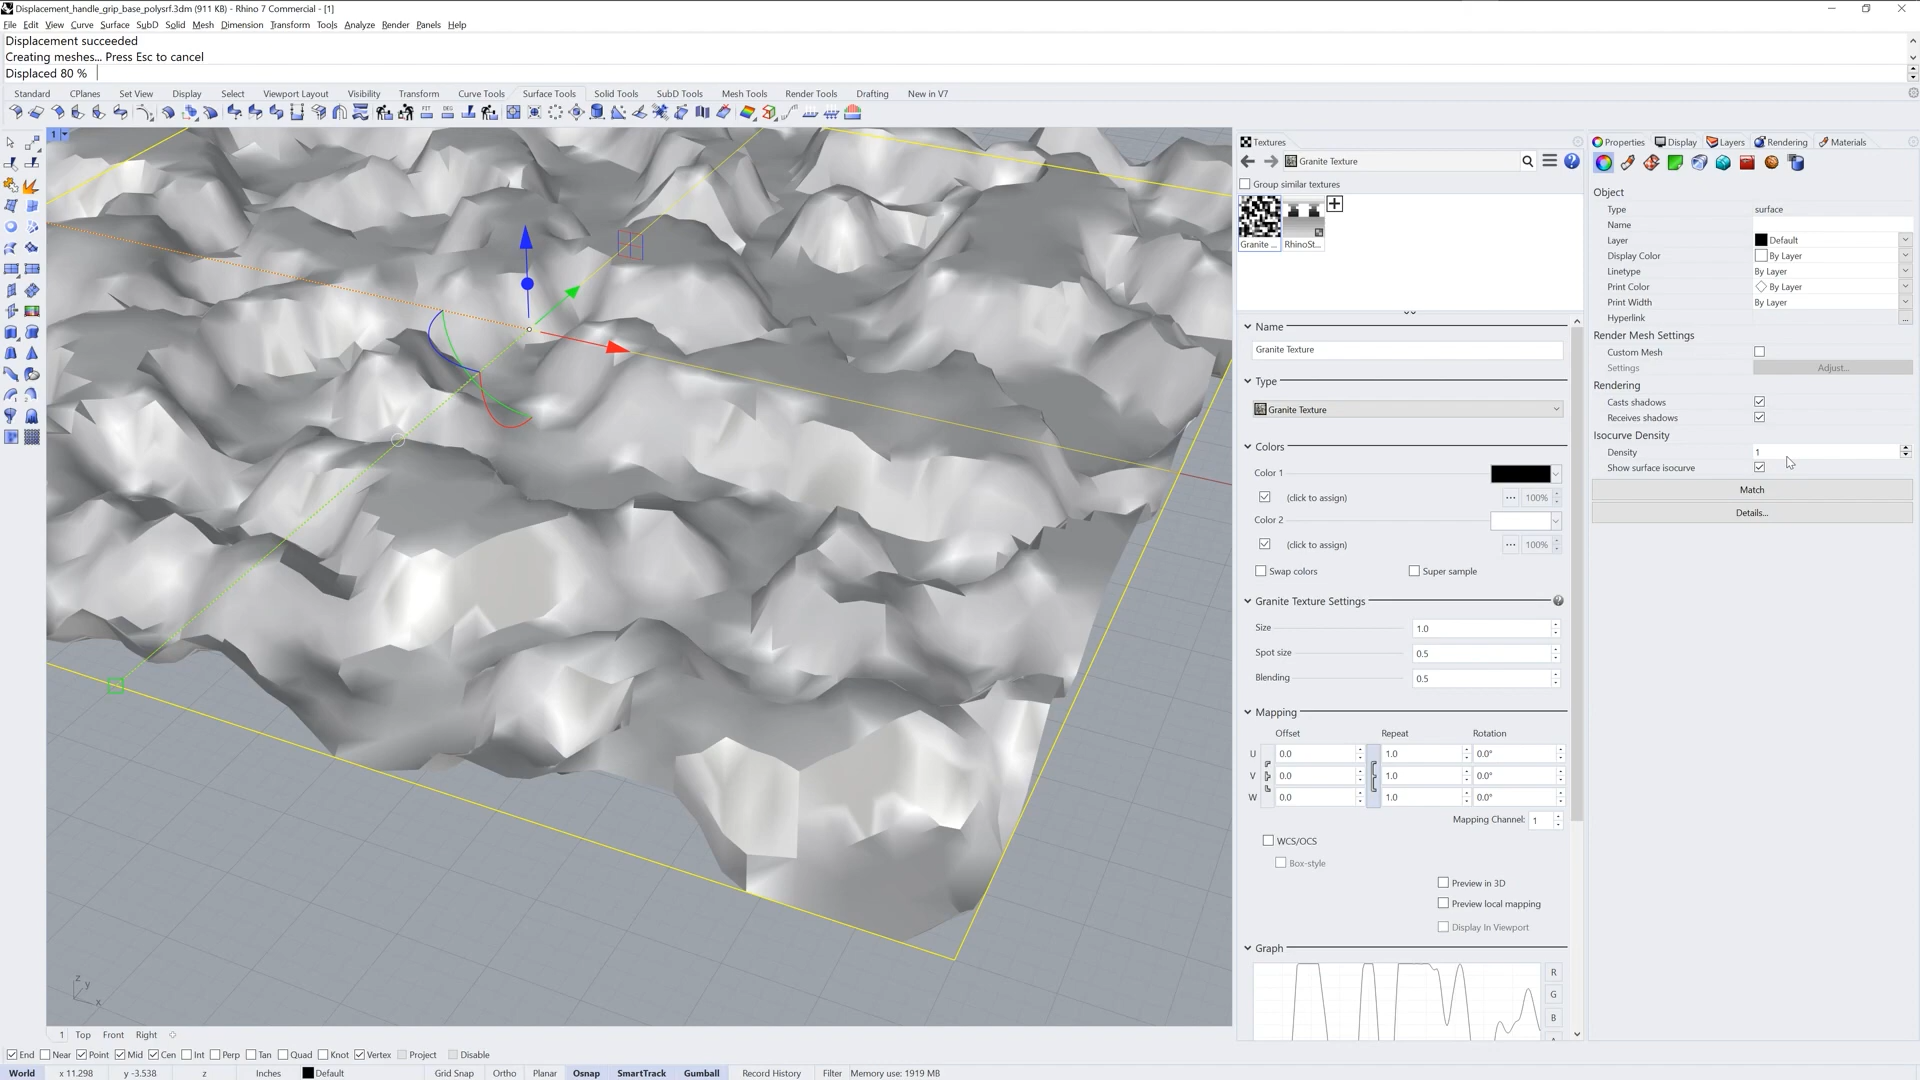 Displacement_handle_grip_base_polysrf.3dm (911 KB) - Rhino 7 Commercial - [1]
File Edit View Curve Surface SubD Solid Mesh Dimension Transform Tools Analyze Render Panels Help
Displacement succeeded
Creating meshes... Press Esc to cancel
Displaced 80 %
Standard CPlanes Set View Display Select Viewport Layout Visibility Transform Curve Tools Surface Tools Solid Tools SubD Tools Mesh Tools Render Tools Drafting New in V7
1
Textures
Granite Texture
Group similar textures
Granite ... RhinoSt...
Name
Granite Texture
Type
Granite Texture
Colors
Color 1
(click to assign) ... 100%
Color 2
(click to assign) ... 100%
Swap colors Super sample
Granite Texture Settings
Size 1.0
Spot size 0.5
Blending 0.5
Mapping
Offset Repeat Rotation
U 0.0 1.0 0.0°
V 0.0 1.0 0.0°
W 0.0 1.0 0.0°
Mapping Channel: 1
WCS/OCS
Box-style
Preview in 3D
Preview local mapping
Display In Viewport
Graph
R
G
B
Properties Display Layers Rendering Materials
Object
Type surface
Name
Layer Default
Display Color By Layer
Linetype By Layer
Print Color By Layer
Print Width By Layer
Hyperlink ...
Render Mesh Settings
Custom Mesh
Settings Adjust...
Rendering
Casts shadows
Receives shadows
Isocurve Density
Density 1
Show surface isocurve
Match
Details...
z
y
x
1 Top Front Right
End Near Point Mid Cen Int Perp Tan Quad Knot Vertex Project Disable
World x 11.298 y -3.538 z Inches Default Grid Snap Ortho Planar Osnap SmartTrack Gumball Record History Filter Memory use: 1919 MB